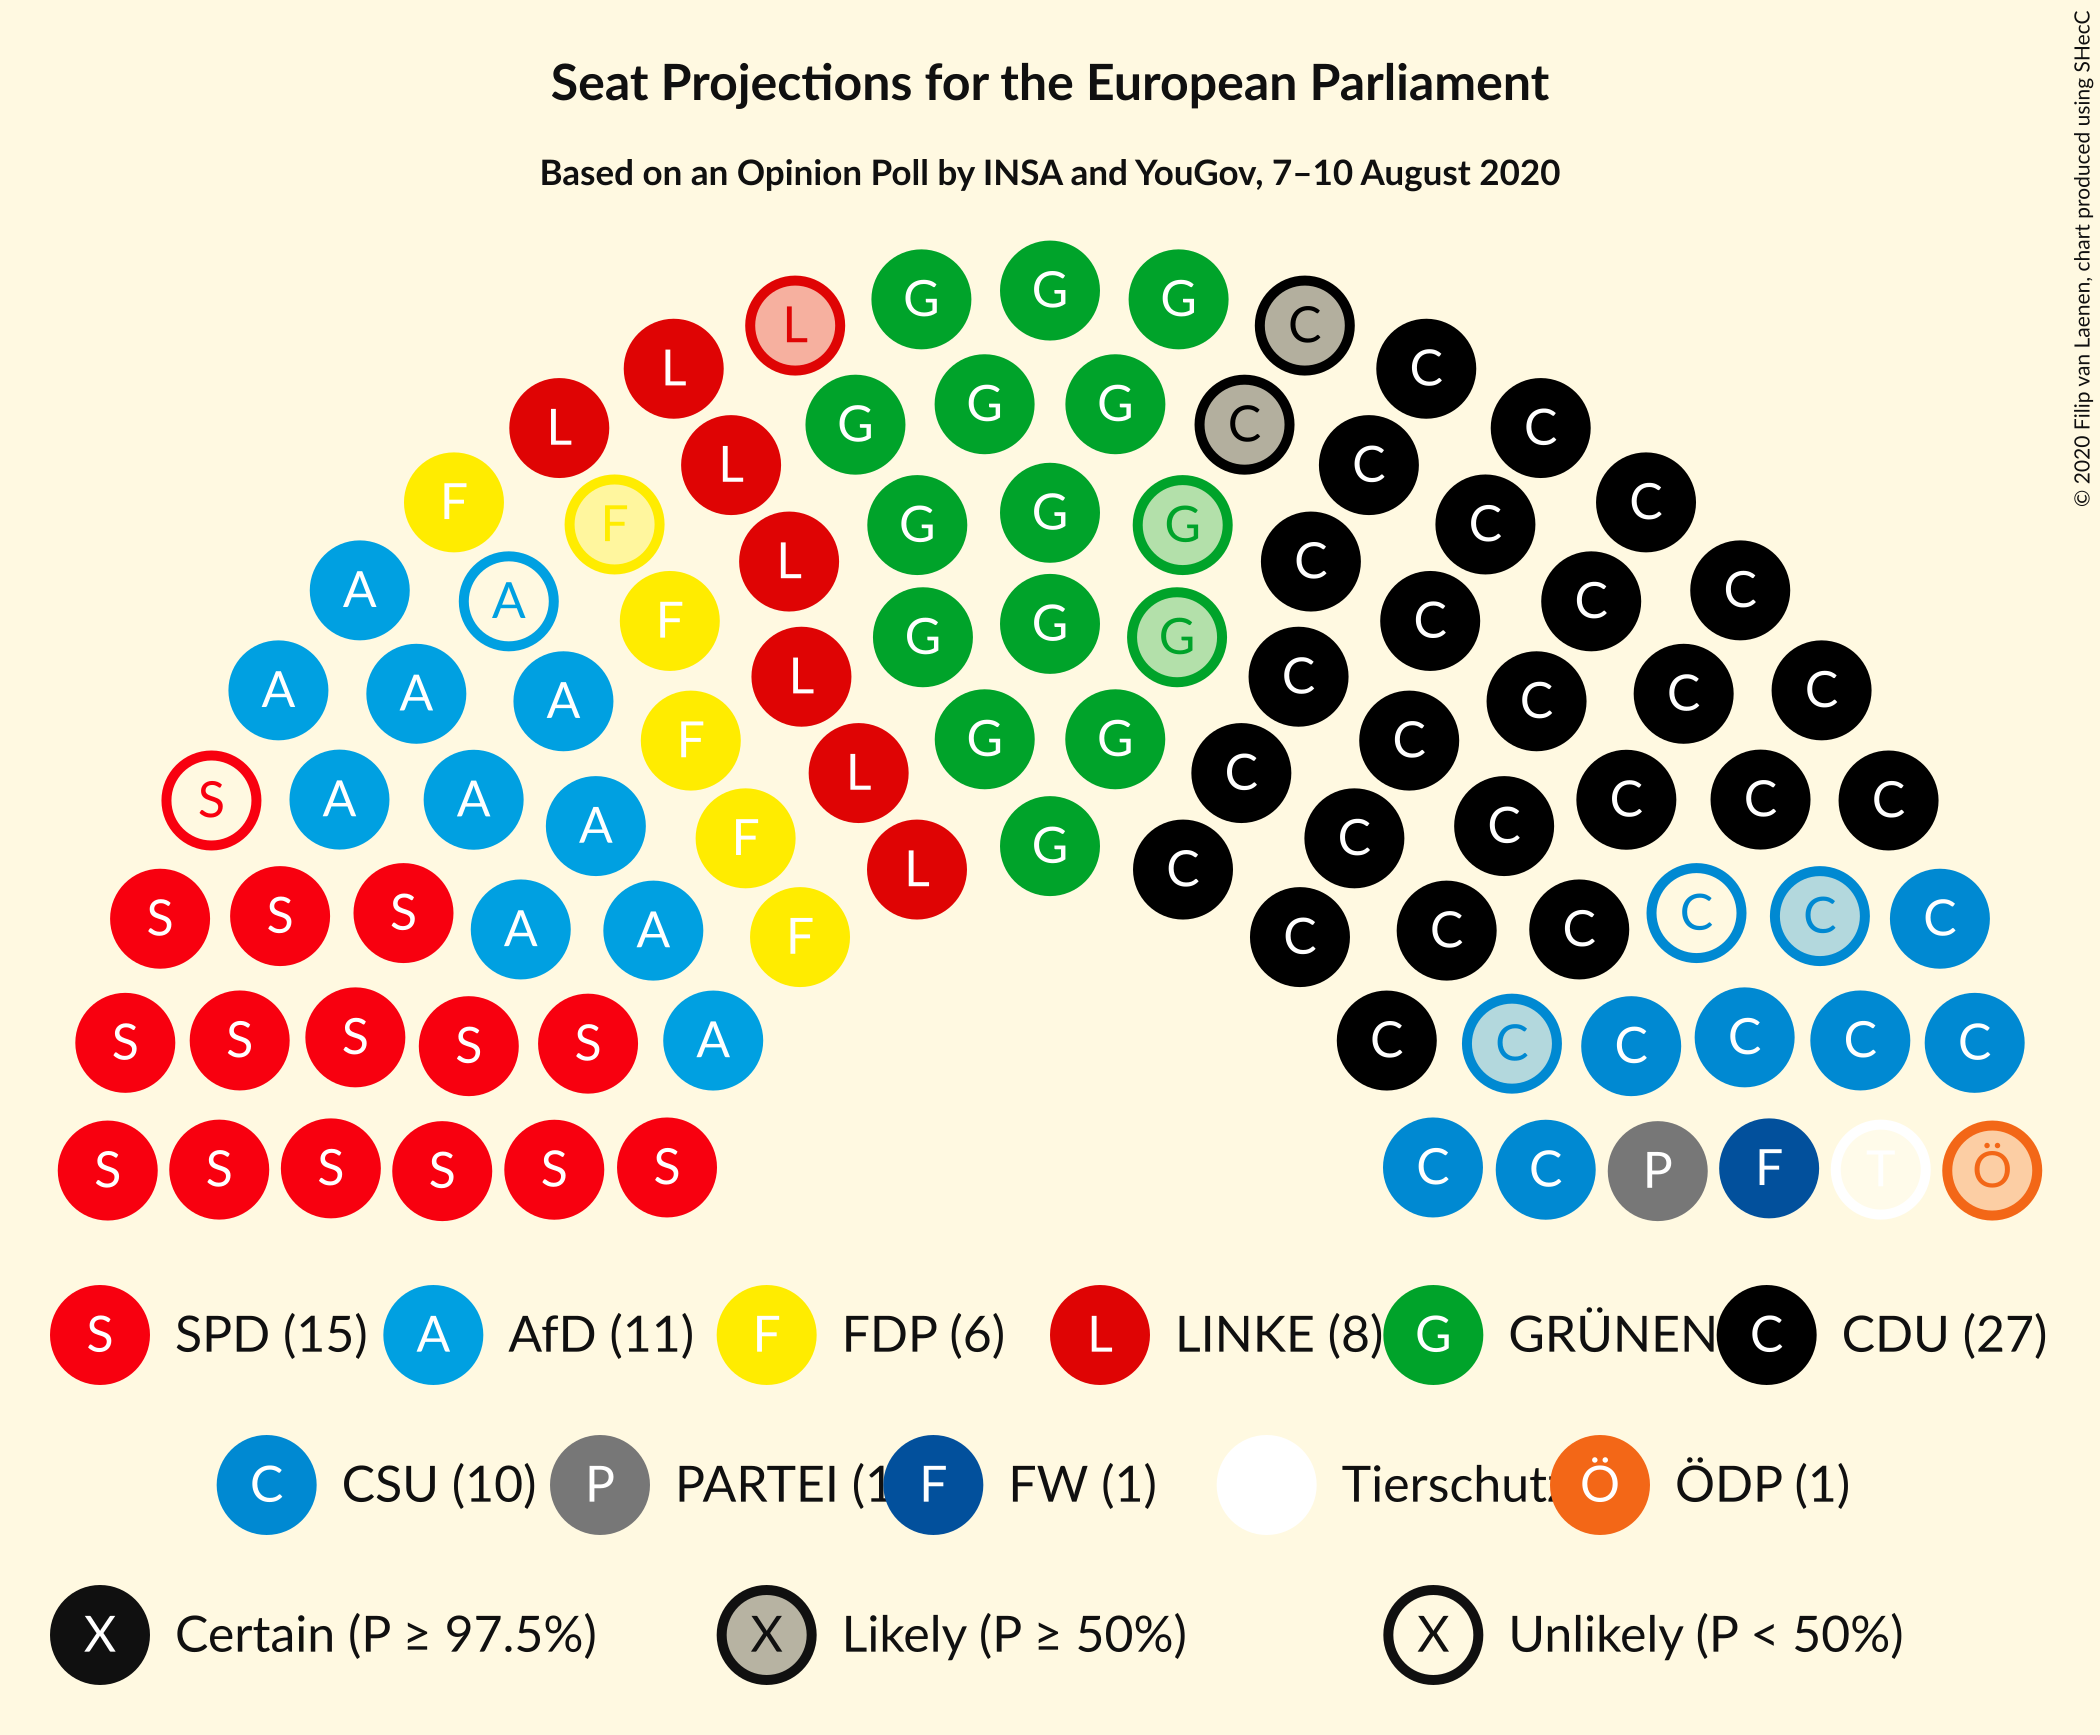 Seat Projections for the European Parliament
Based on an Opinion Poll by INSA and YouGov, 7–10 August 2020
© 2020 Filip van Laenen, chart produced using SHecC
G G G
L C
L C
G G
L G C C
L C
F C
F G G G C
L C
A A C C
F G G G C
A A A L C C C C
F G G C
L C
S A A C C C
A F G C C
L C
S S S C C C
A A F C C C
S S S S S A C C C C C C
S S S S S S C C P F T Ö
S SPD (15) A AfD (11) F FDP (6) L LINKE (8) G GRÜNEN C CDU (27)
C CSU (10) P PARTEI (1 F FW (1) Tierschutz Ö ÖDP (1)
X Certain (P ≥ 97.5%) X Likely (P ≥ 50%) X Unlikely (P < 50%)